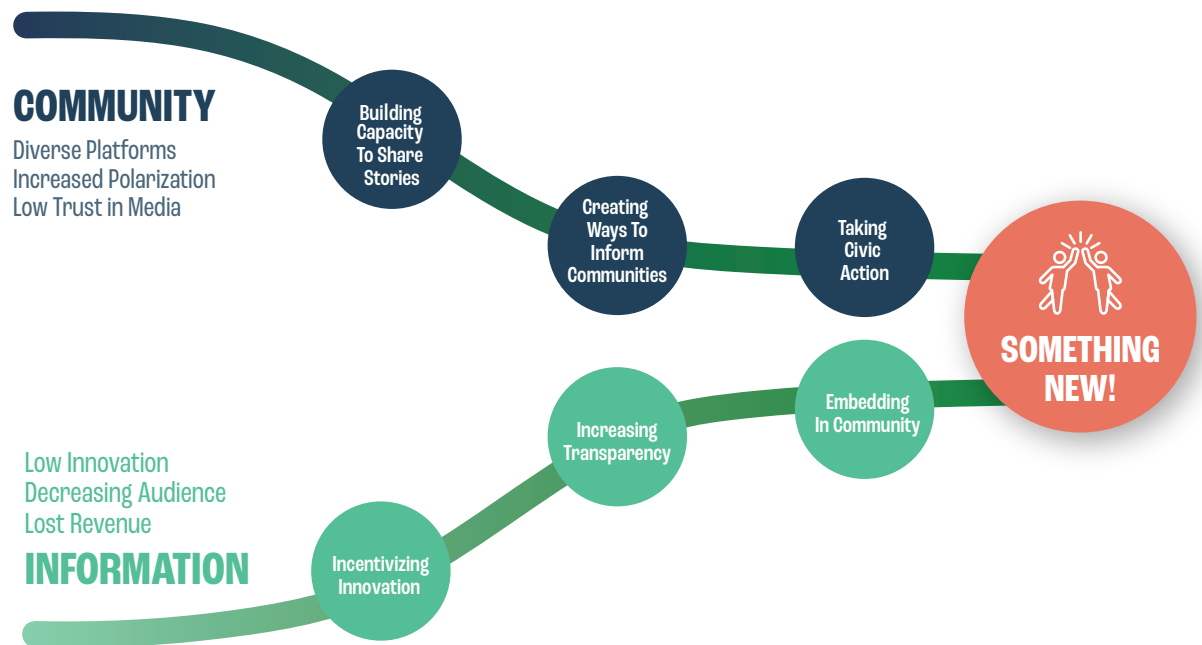 COMMUNITY
Diverse Platforms
Increased Polarization
Low Trust in Media
Building
Capacity
To Share
Stories
Creating
Ways To
Inform
Communities
Taking
Civic
Action
SOMETHING
NEW!
Embedding
In Community
Increasing
Transparency
Incentivizing
Innovation
Low Innovation
Decreasing Audience
Lost Revenue
INFORMATION